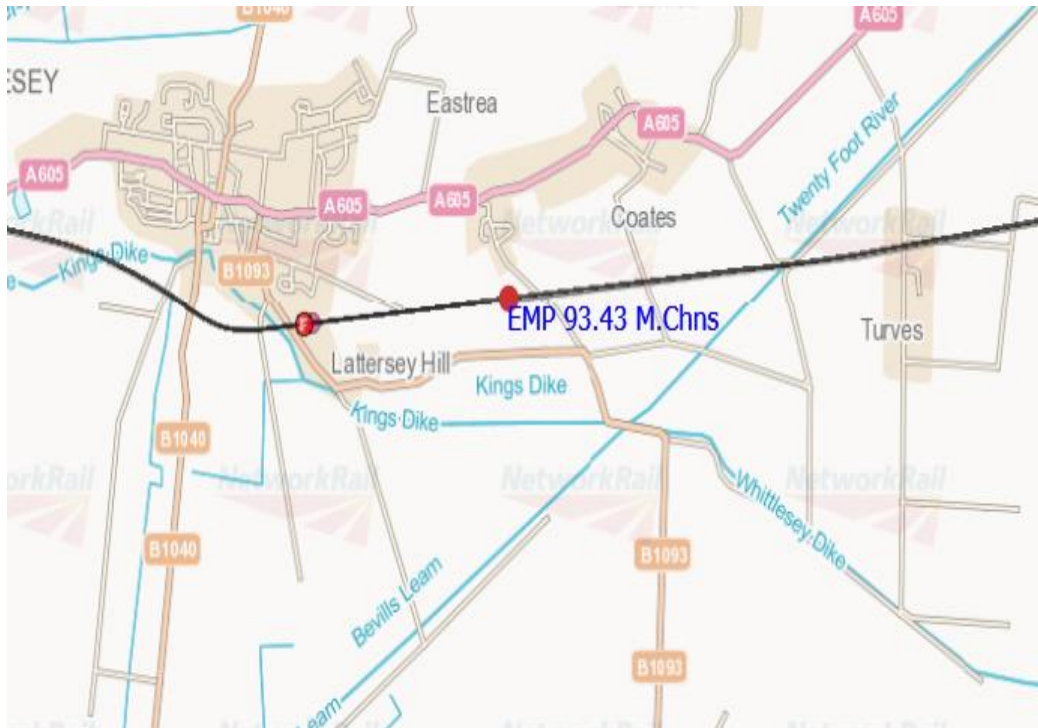 B1040
A605
ESEY
Eastrea
A605
Twenty Foot River
A605
A605
A605
Coates
NetworkRail
NetworkRail
NetworkRail
Kings Dike
B1093
EMP 93.43 M.Chns
Turves
Lattersey Hill
Kings Dike
Kings Dike
B1040
orkRail
NetworkRail
NetworkRail
NetworkRail
Whittlesey Dike
B1040
B1093
Bevills Leam
B1093
Leam